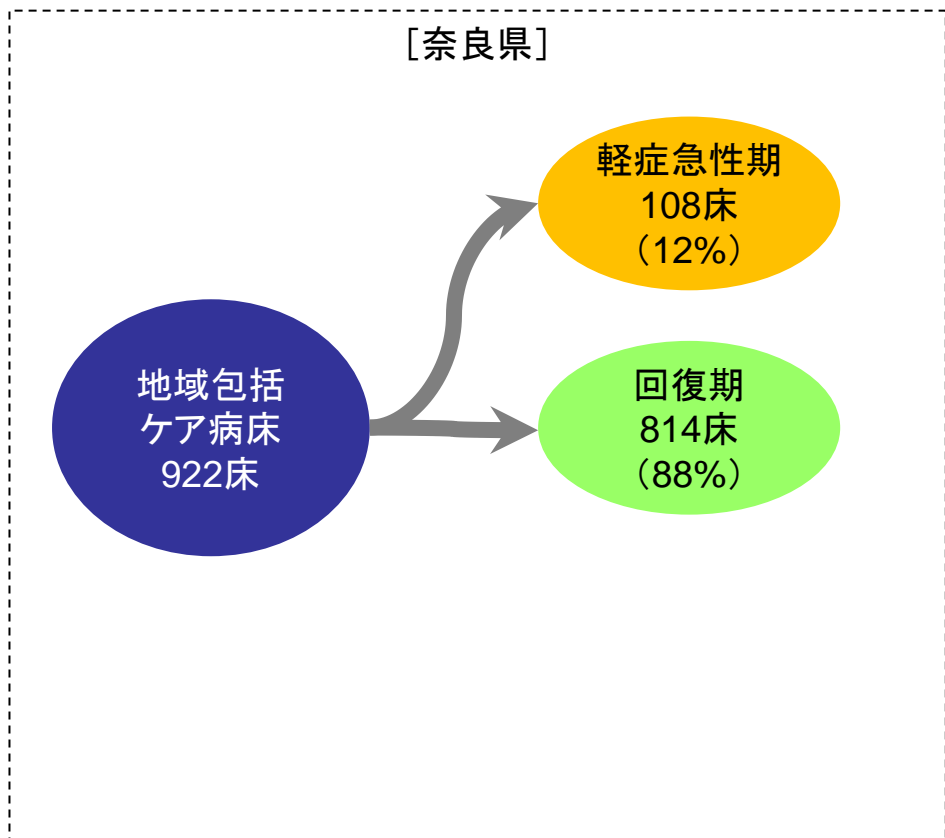 ［奈良県］
軽症急性期
108床
（12%）
地域包括
ケア病床
922床
回復期
814床
（88%）